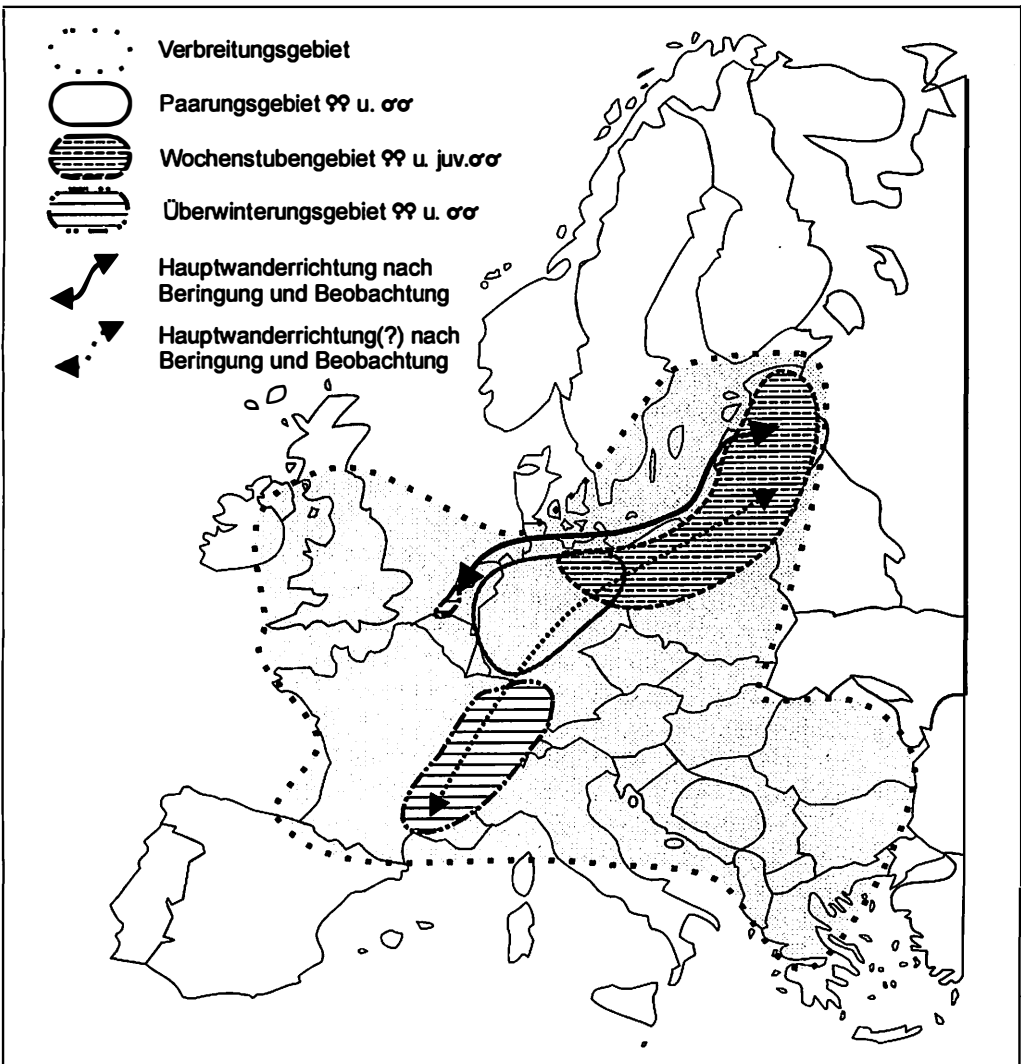 Verbreitungsgebiet
Paarungsgebiet ♀♀ u. ♂♂
Wochenstubengebiet ♀♀ u. juv.♂♂
Überwinterungsgebiet ♀♀ u. ♂♂
Hauptwanderrichtung nach
Beringung und Beobachtung
Hauptwanderrichtung(?) nach
Beringung und Beobachtung